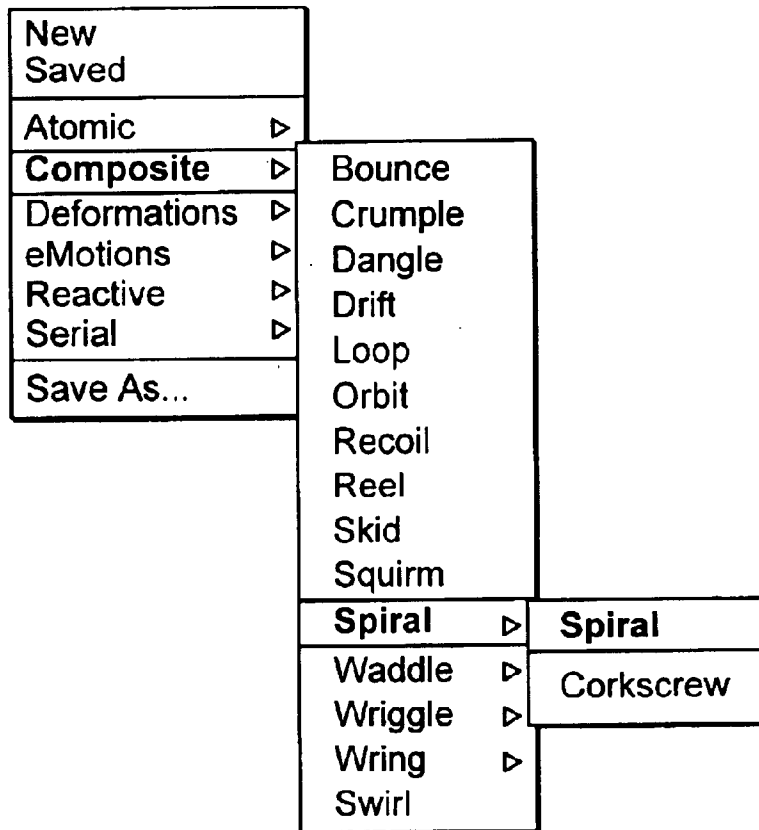 New
Saved
Atomic
Composite
Deformations
eMotions
Reactive
Serial
Save As...
Bounce
Crumple
Dangle
Drift
Loop
Orbit
Recoil
Reel
Skid
Squirm
Spiral
Waddle
Wriggle
Wring
Swirl
Spiral
Corkscrew